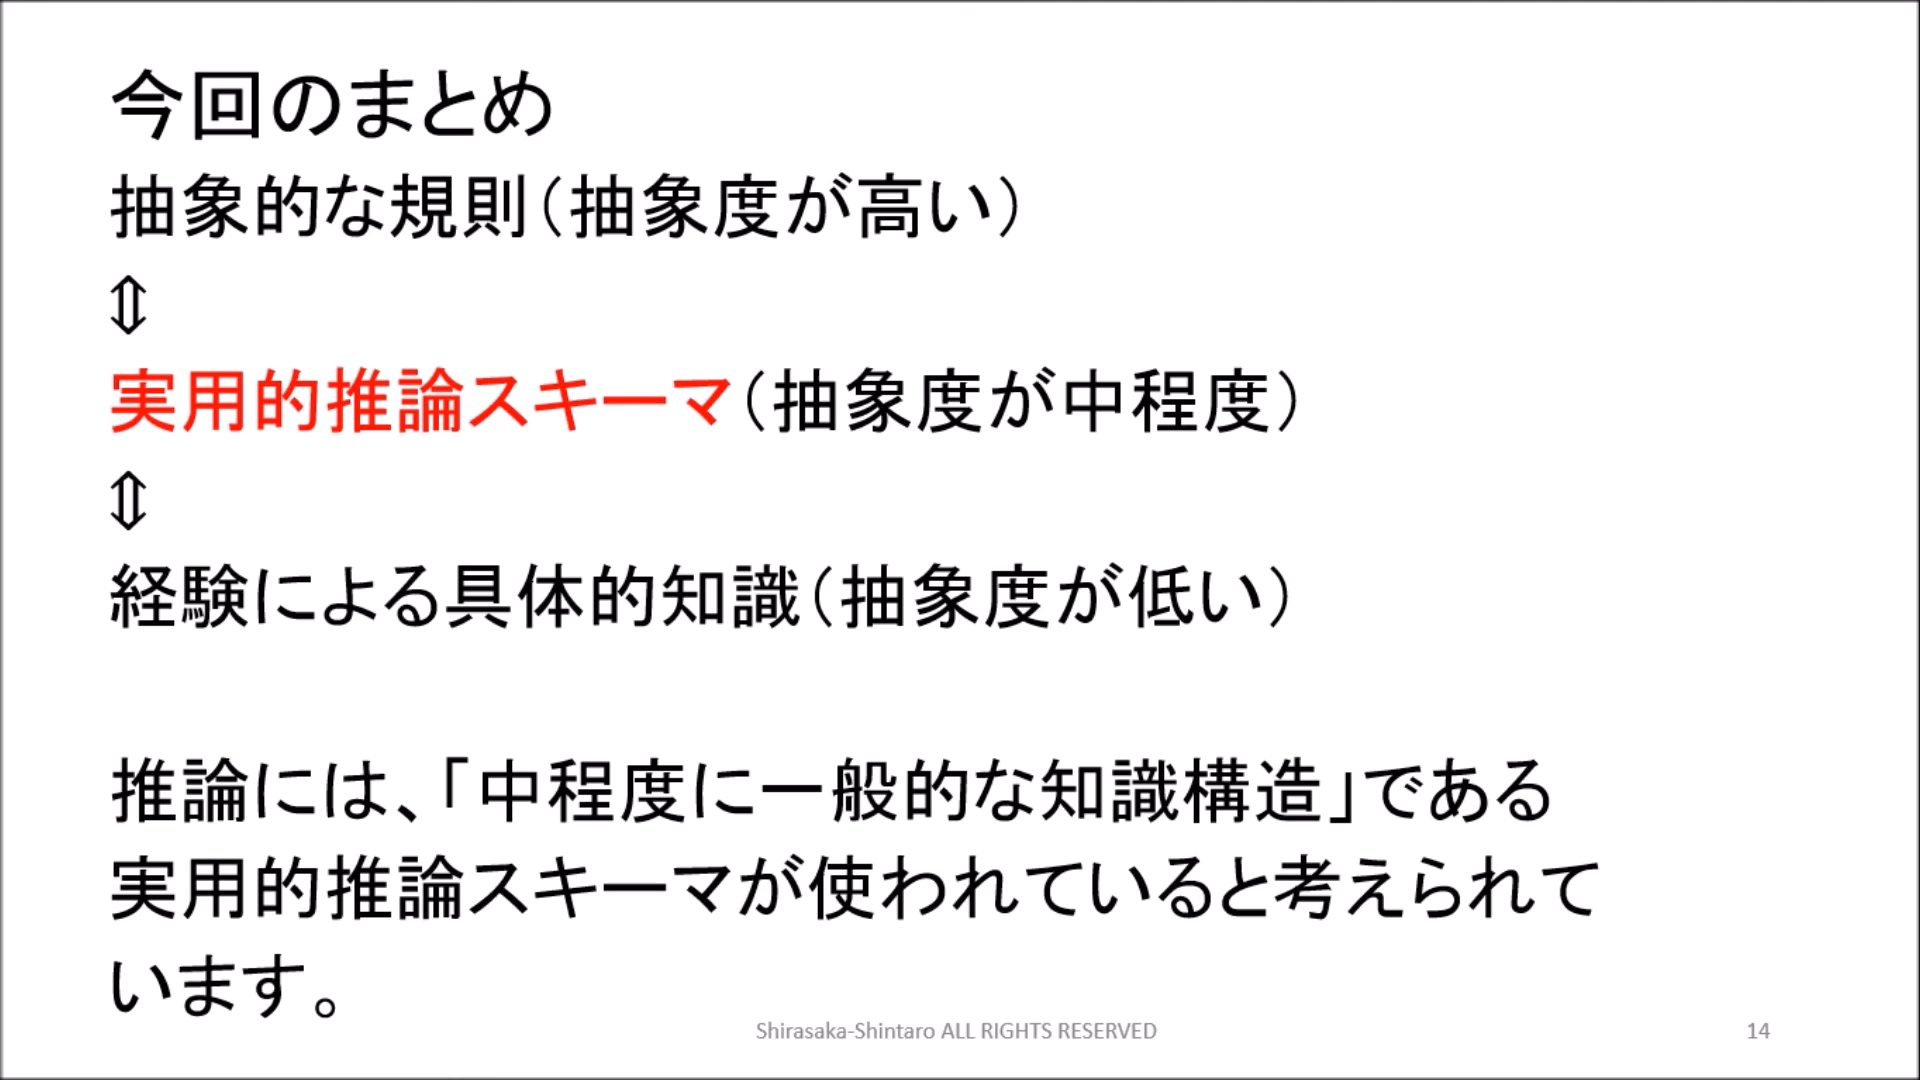 今回のまとめ
抽象的な規則（抽象度が高い）
⇕
実用的推論スキーマ（抽象度が中程度）
⇕
経験による具体的知識（抽象度が低い）
推論には、「中程度に一般的な知識構造」である
実用的推論スキーマが使われていると考えられて
います。
Shirasaka-Shintaro ALL RIGHTS RESERVED
14